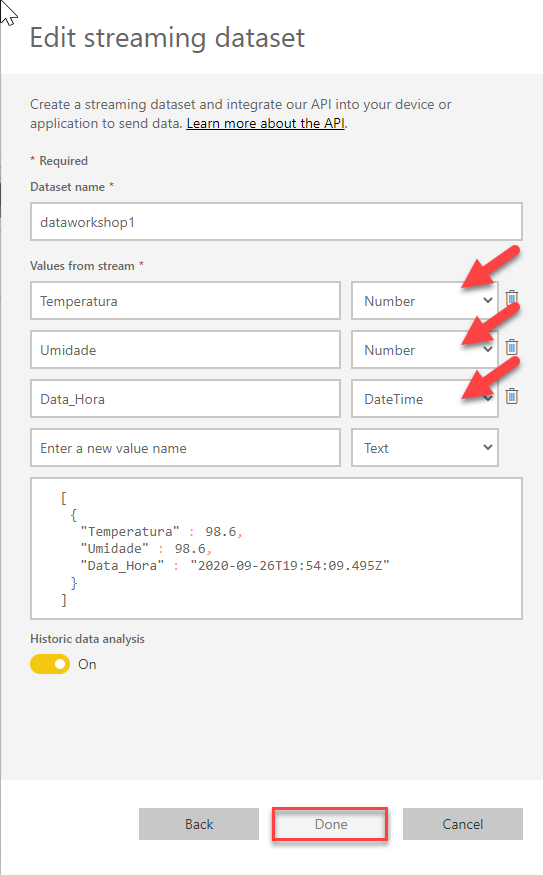 Edit streaming dataset
Create a streaming dataset and integrate our API into your device or
application to send data. Learn more about the API.
* Required
Dataset name *
dataworkshop1
Values from stream *
Temperatura Number
Umidade Number
Data_Hora DateTime
Enter a new value name Text
[
{
"Temperatura" : 98.6,
"Umidade" : 98.6,
"Data_Hora" : "2020-09-26T19:54:09.495Z"
}
]
Historic data analysis
On
Back Done Cancel